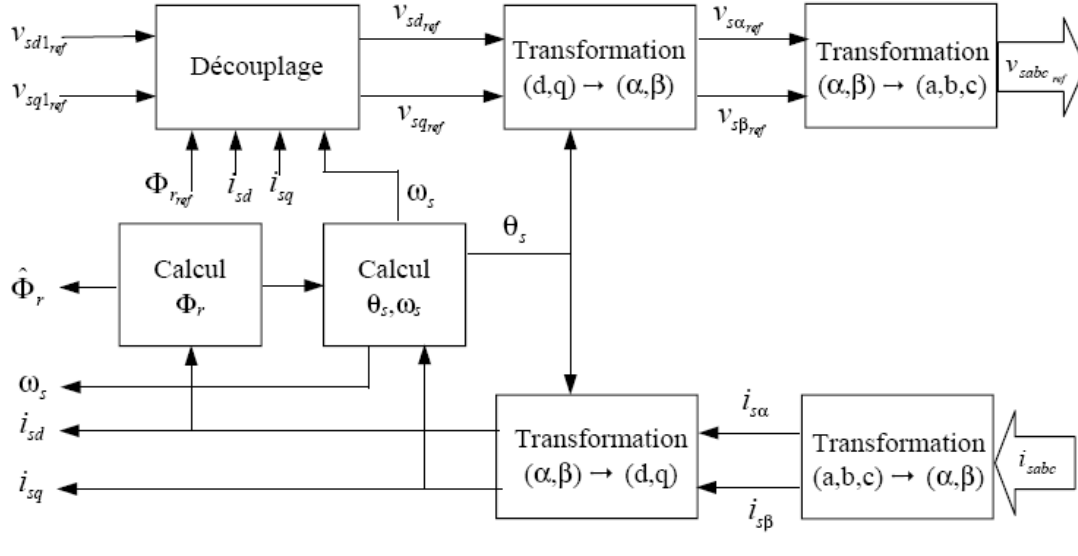 v_sd1_ref
v_sq1_ref
Découplage
v_sd_ref
v_sq_ref
Transformation
(d,q) → (α,β)
v_sα_ref
v_sβ_ref
Transformation
(α,β) → (a,b,c)
v_sabc_ref
Φ_r_ref
i_sd
i_sq
ω_s
θ_s
Φ̂_r
Calcul
Φ_r
Calcul
θ_s,ω_s
ω_s
i_sd
i_sq
Transformation
(α,β) → (d,q)
i_sα
i_sβ
Transformation
(a,b,c) → (α,β)
i_sabc